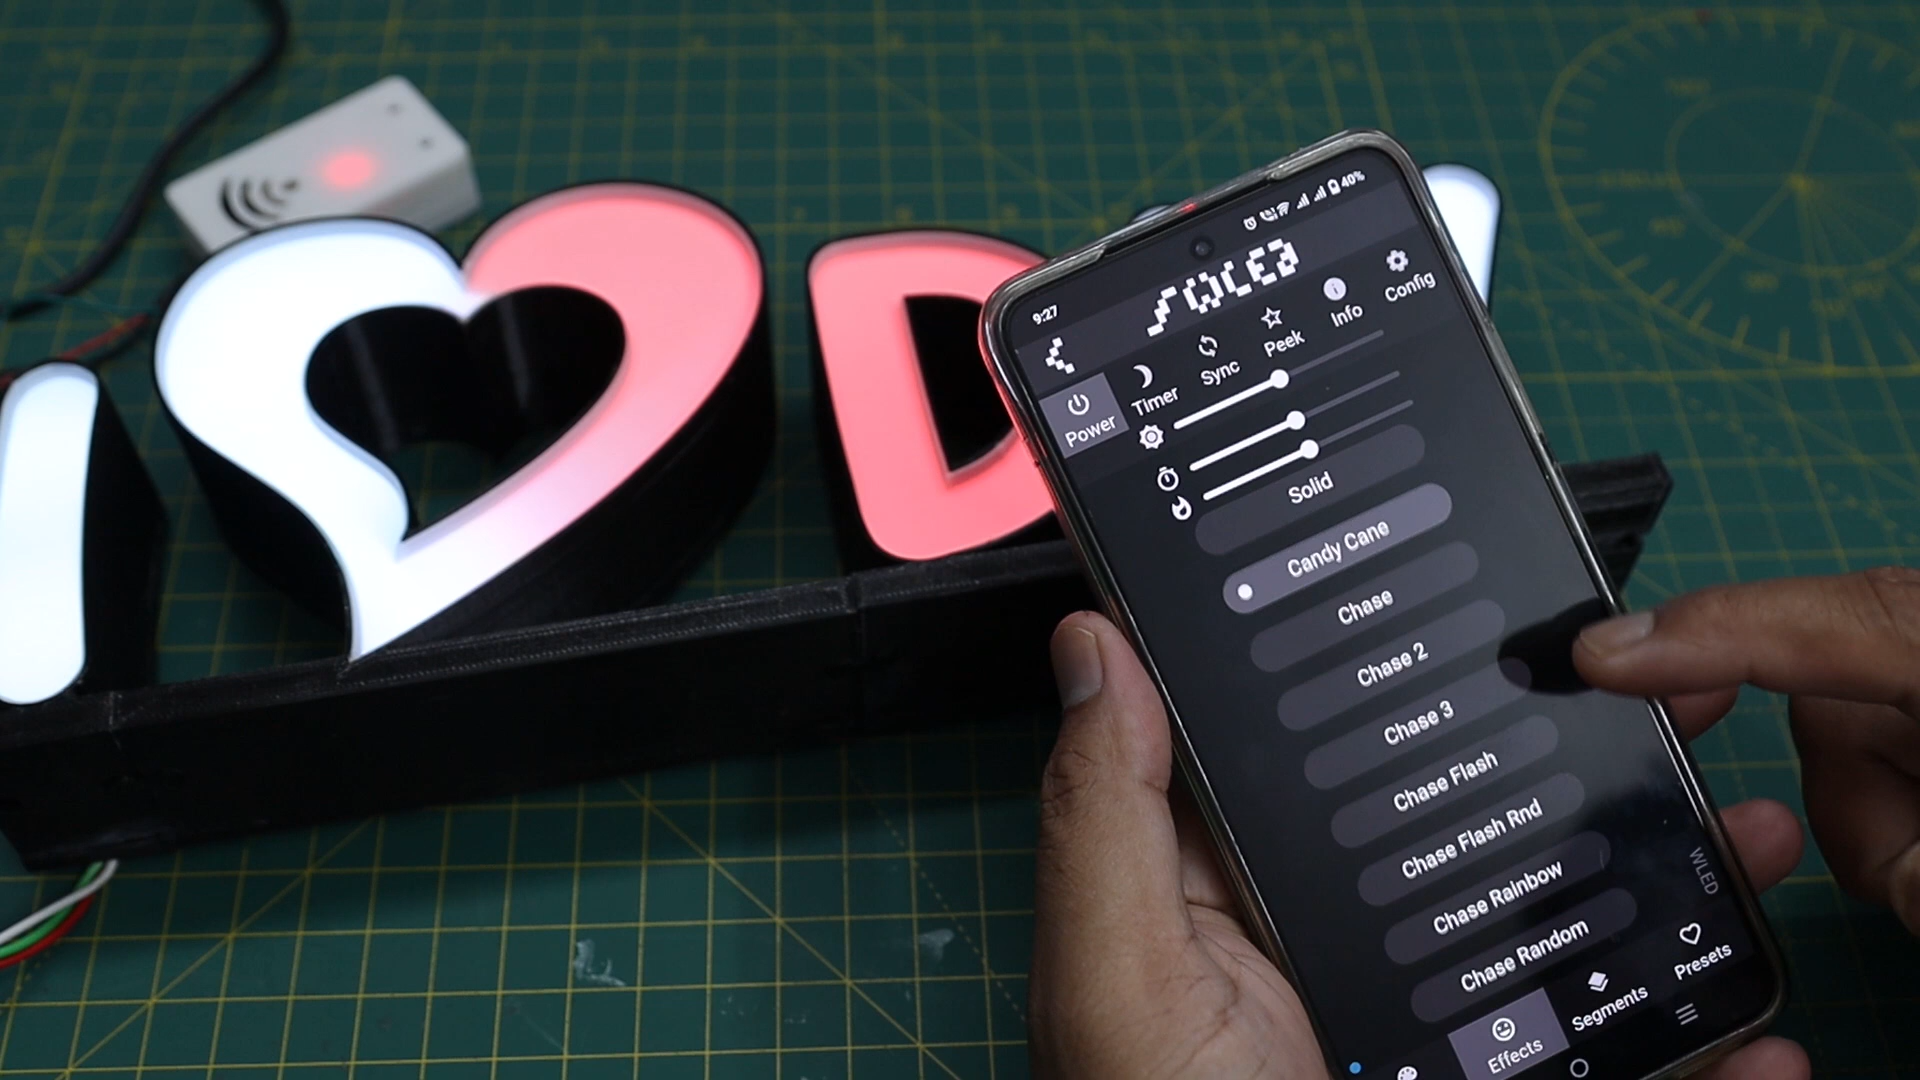 I D
9:27
40%
Power
Timer
Sync
Peek
Info
Config
Solid
Candy Cane
Chase
Chase 2
Chase 3
Chase Flash
Chase Flash Rnd
Chase Rainbow
Chase Random
WLED
Effects
Segments
Presets